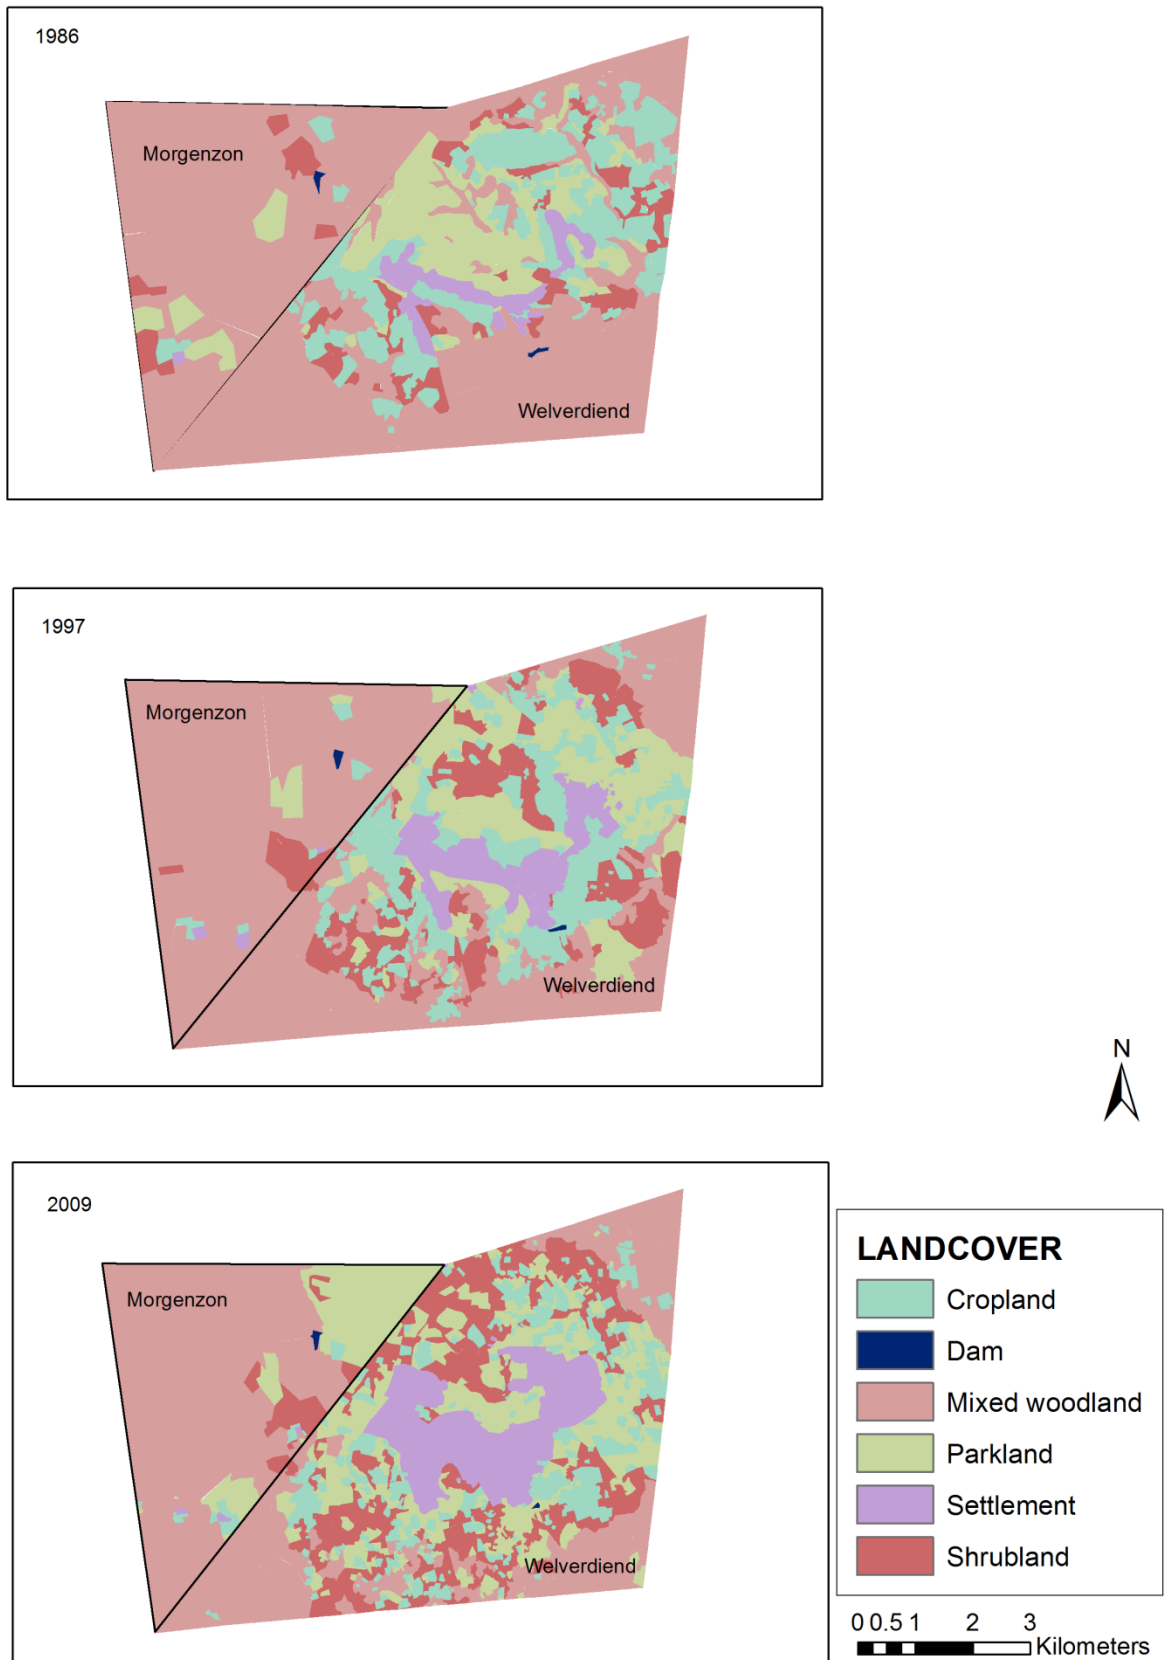 1986
Morgenzon
Welverdiend
1997
Morgenzon
Welverdiend
N
2009
Morgenzon
Welverdiend
LANDCOVER
Cropland
Dam
Mixed woodland
Parkland
Settlement
Shrubland
0 0.5 1 2 3
Kilometers